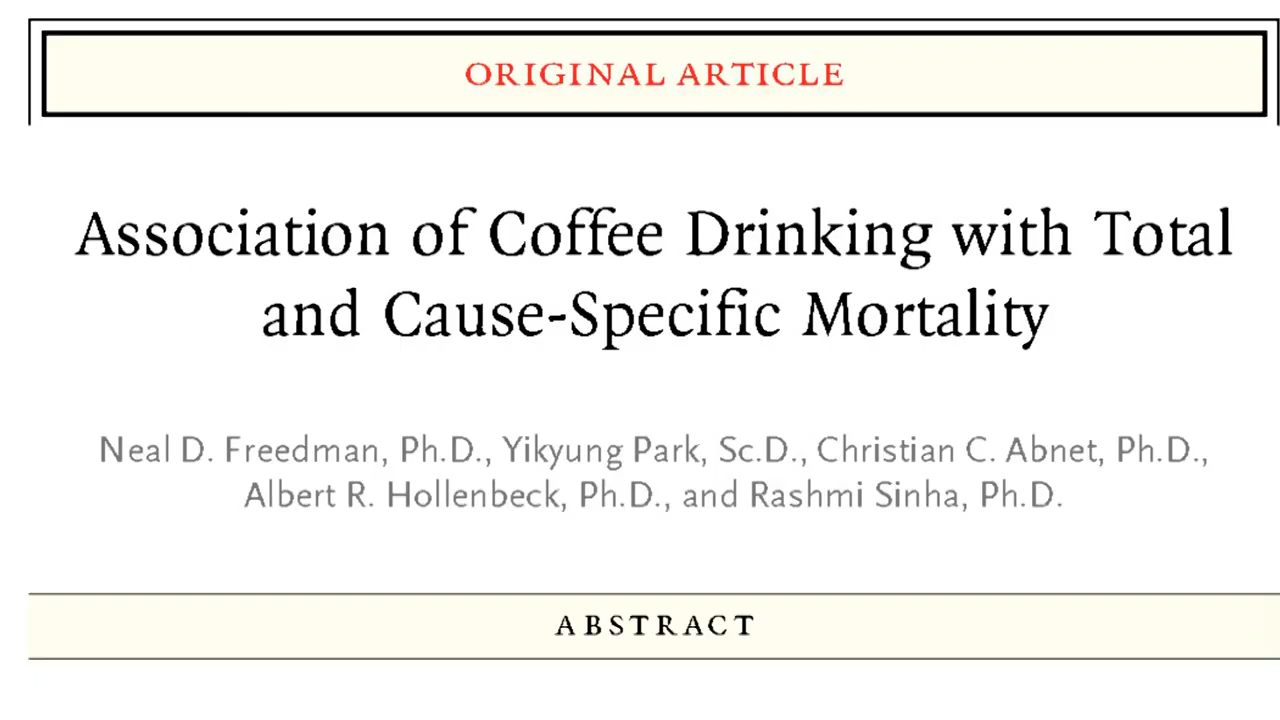 ORIGINAL ARTICLE
Association of Coffee Drinking with Total
and Cause-Specific Mortality
Neal D. Freedman, Ph.D., Yikyung Park, Sc.D., Christian C. Abnet, Ph.D.,
Albert R. Hollenbeck, Ph.D., and Rashmi Sinha, Ph.D.
ABSTRACT